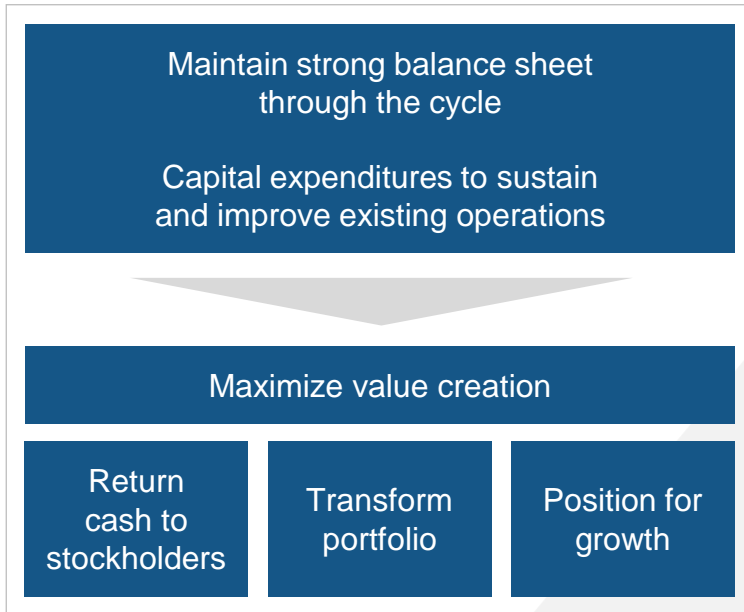 Maintain strong balance sheet
through the cycle
Capital expenditures to sustain
and improve existing operations
Maximize value creation
Return
cash to
stockholders
Transform
portfolio
Position for
growth